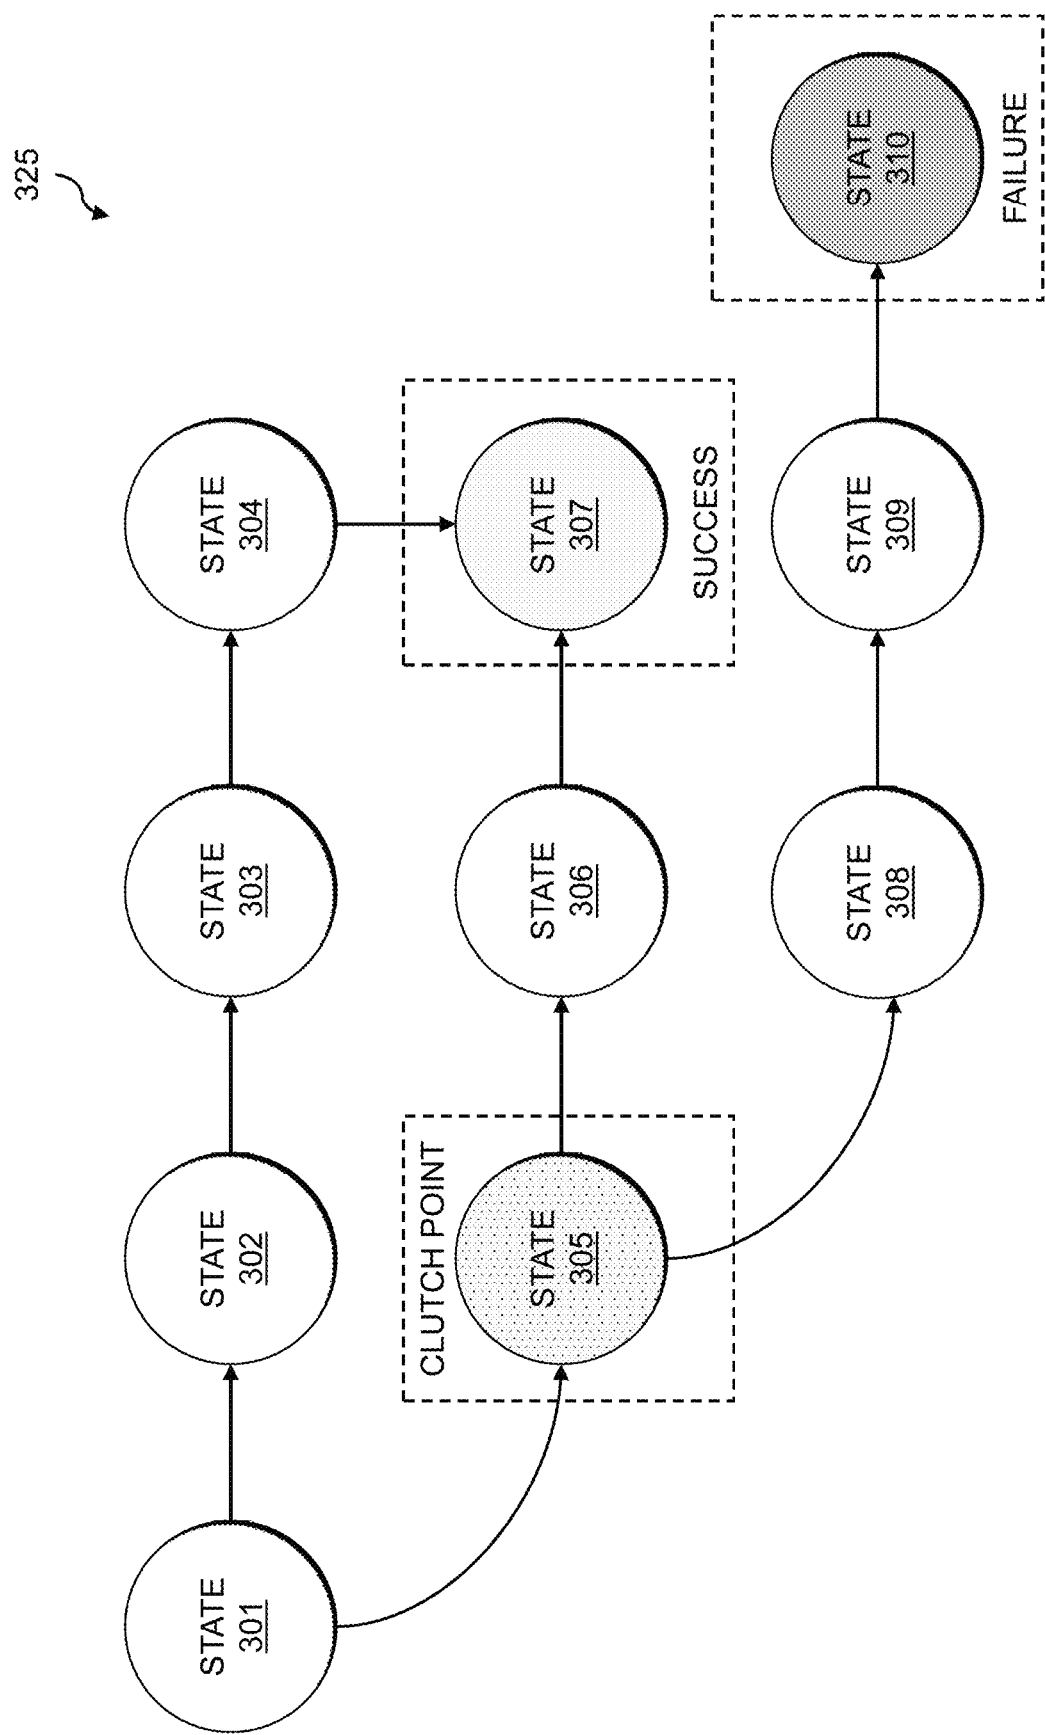 325
STATE
301
STATE
302
STATE
303
STATE
304
CLUTCH POINT
STATE
305
STATE
306
STATE
307
SUCCESS
STATE
308
STATE
309
STATE
310
FAILURE